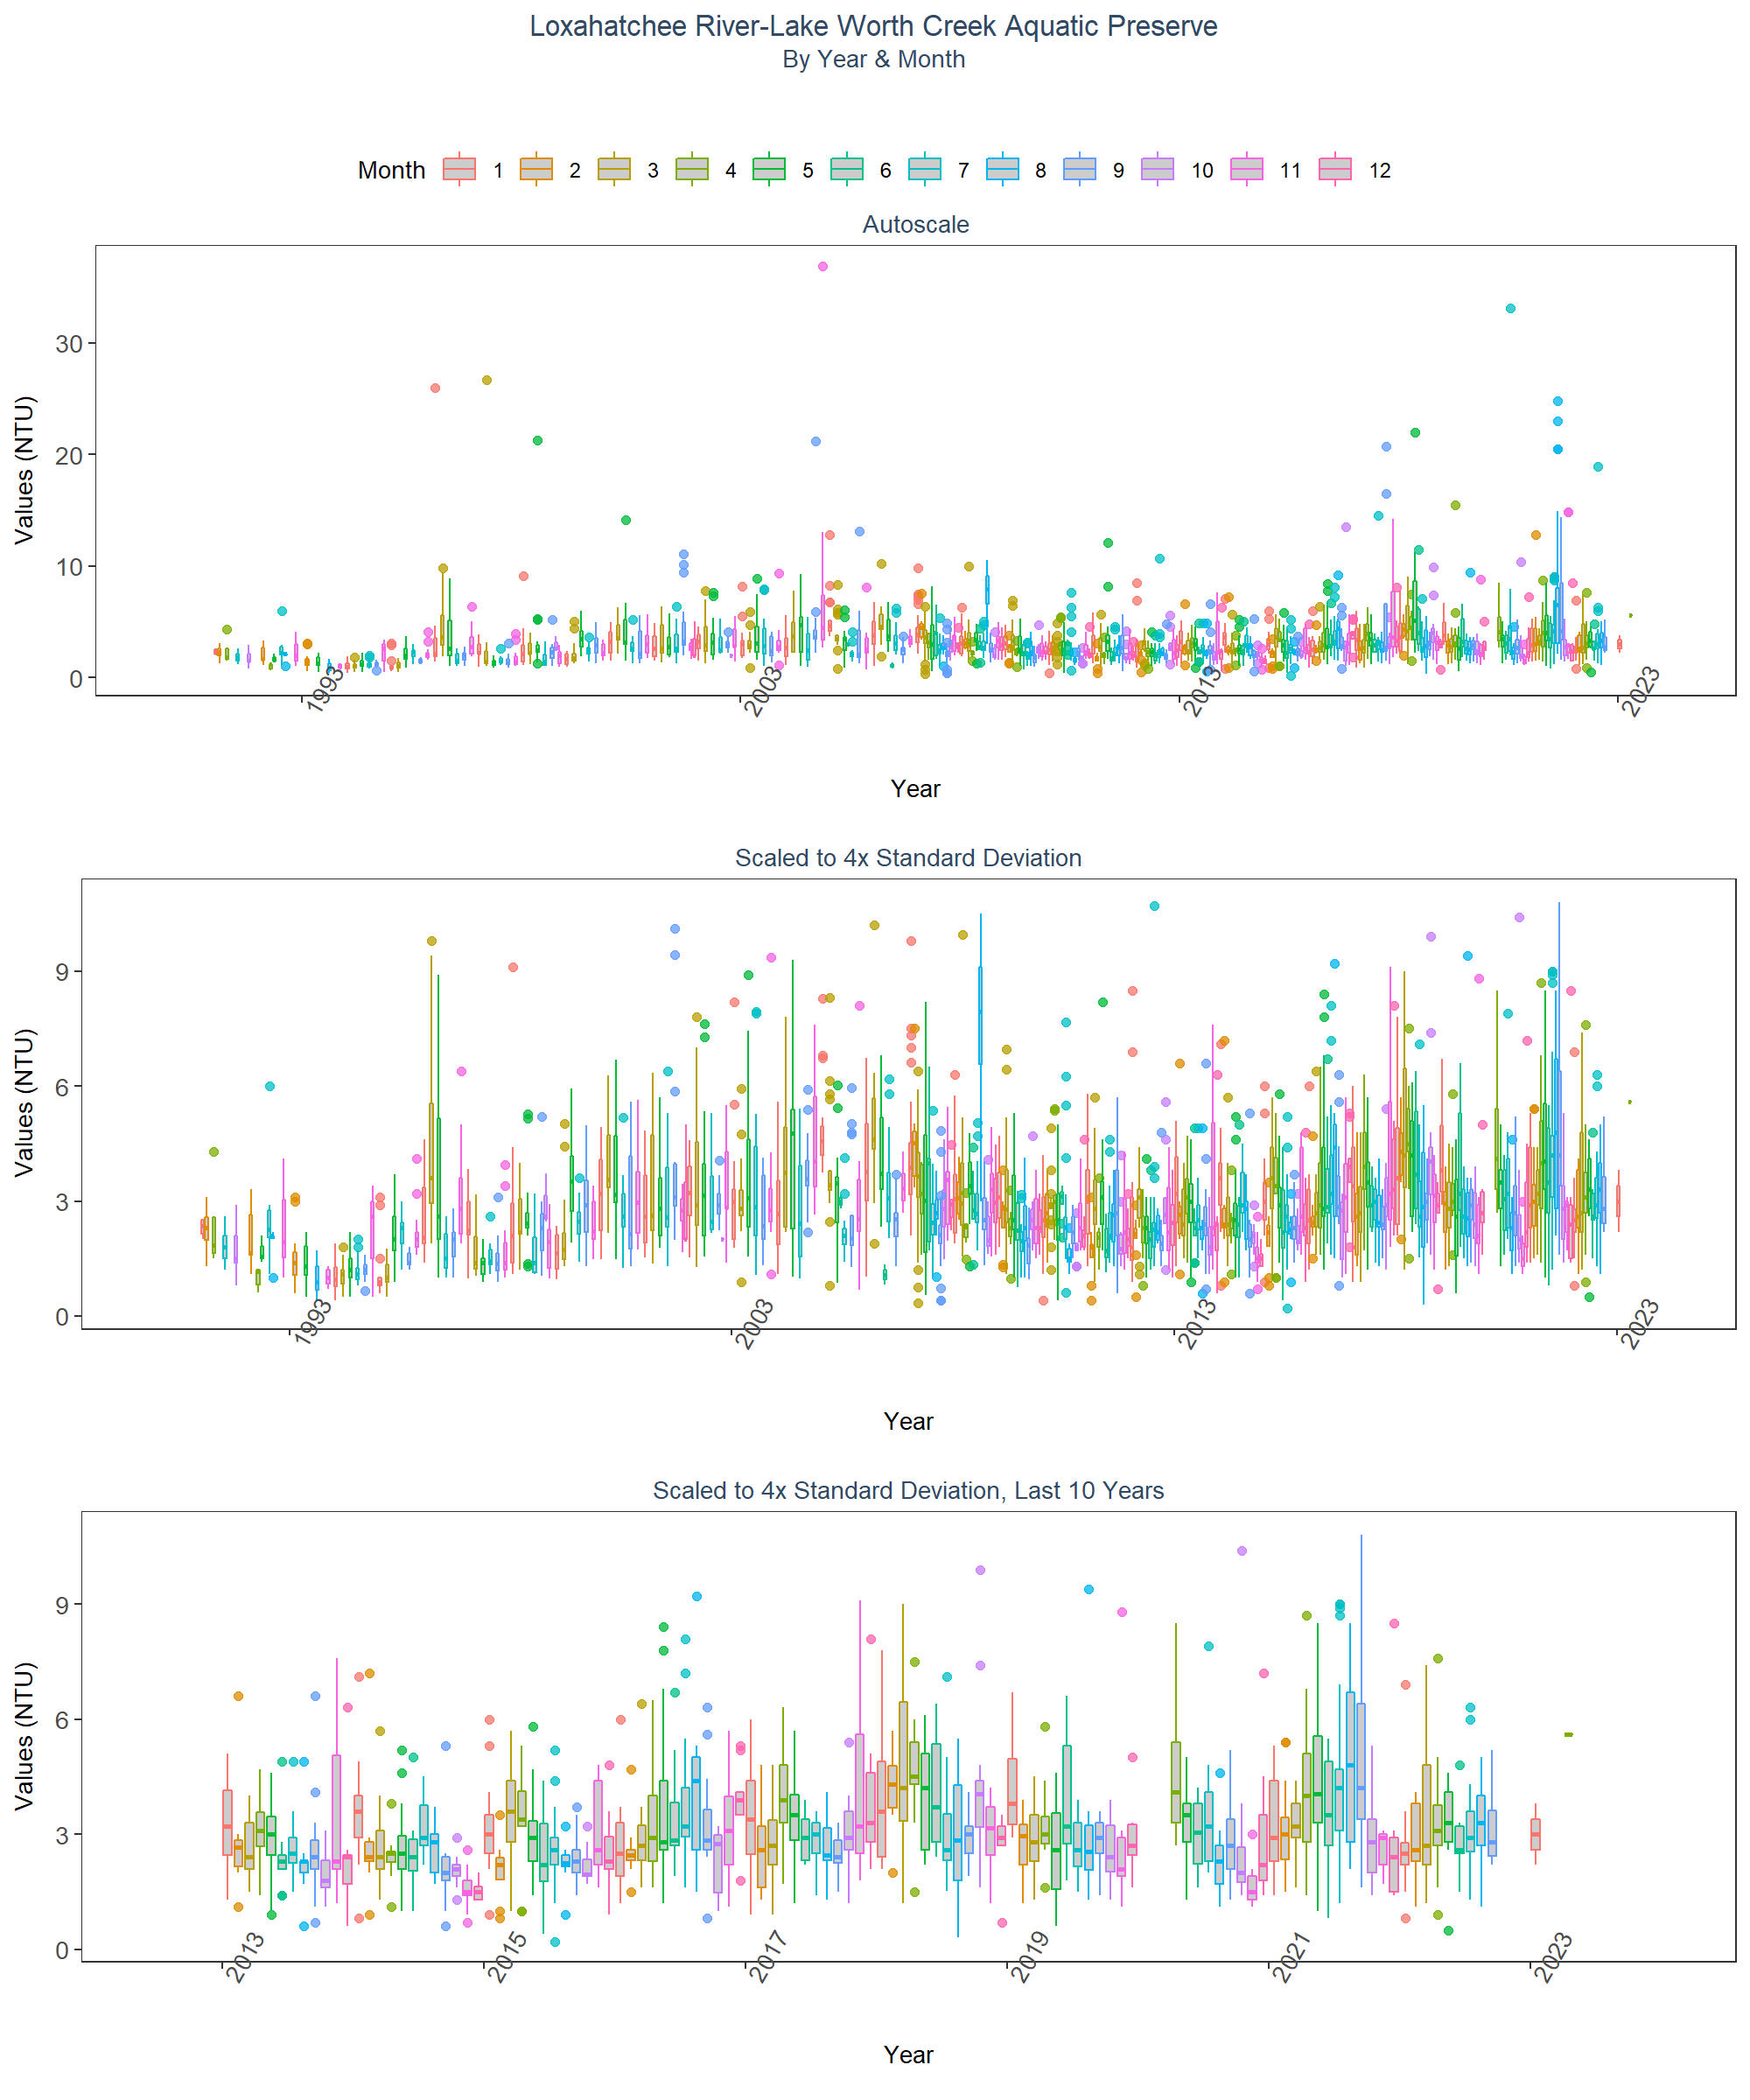 Loxahatchee River-Lake Worth Creek Aquatic Preserve
By Year & Month
Month 1 2 3 4 5 6 7 8 9 10 11 12
Autoscale
Values (NTU)
30
20
10
0
1993 2003 2013 2023
Year
Scaled to 4x Standard Deviation
Values (NTU)
9
6
3
0
1993 2003 2013 2023
Year
Scaled to 4x Standard Deviation, Last 10 Years
Values (NTU)
9
6
3
0
2013 2015 2017 2019 2021 2023
Year